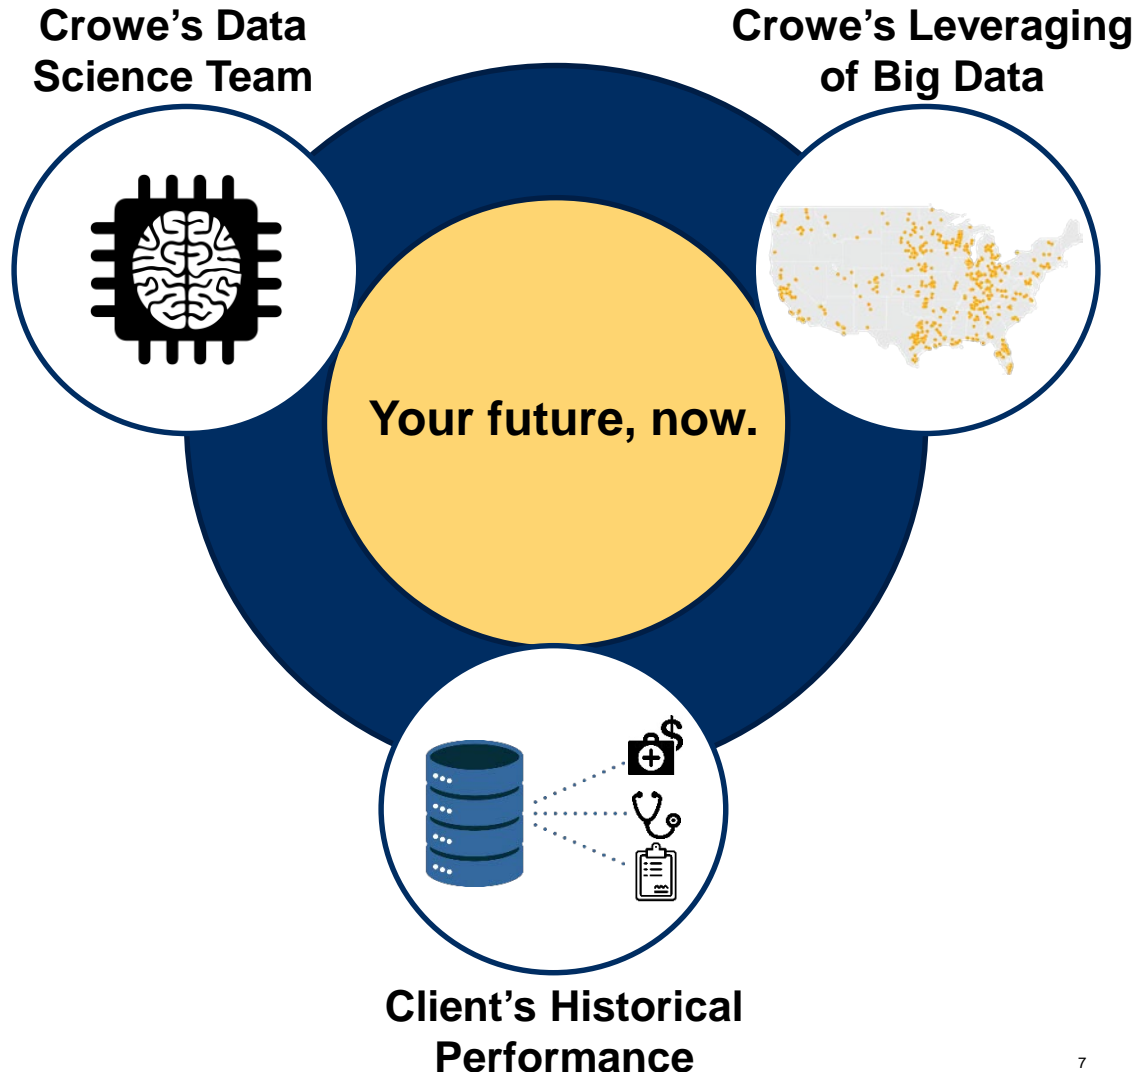 Crowe’s Data
Science Team
Crowe’s Leveraging
of Big Data
Your future, now.
$
Client’s Historical
Performance
7